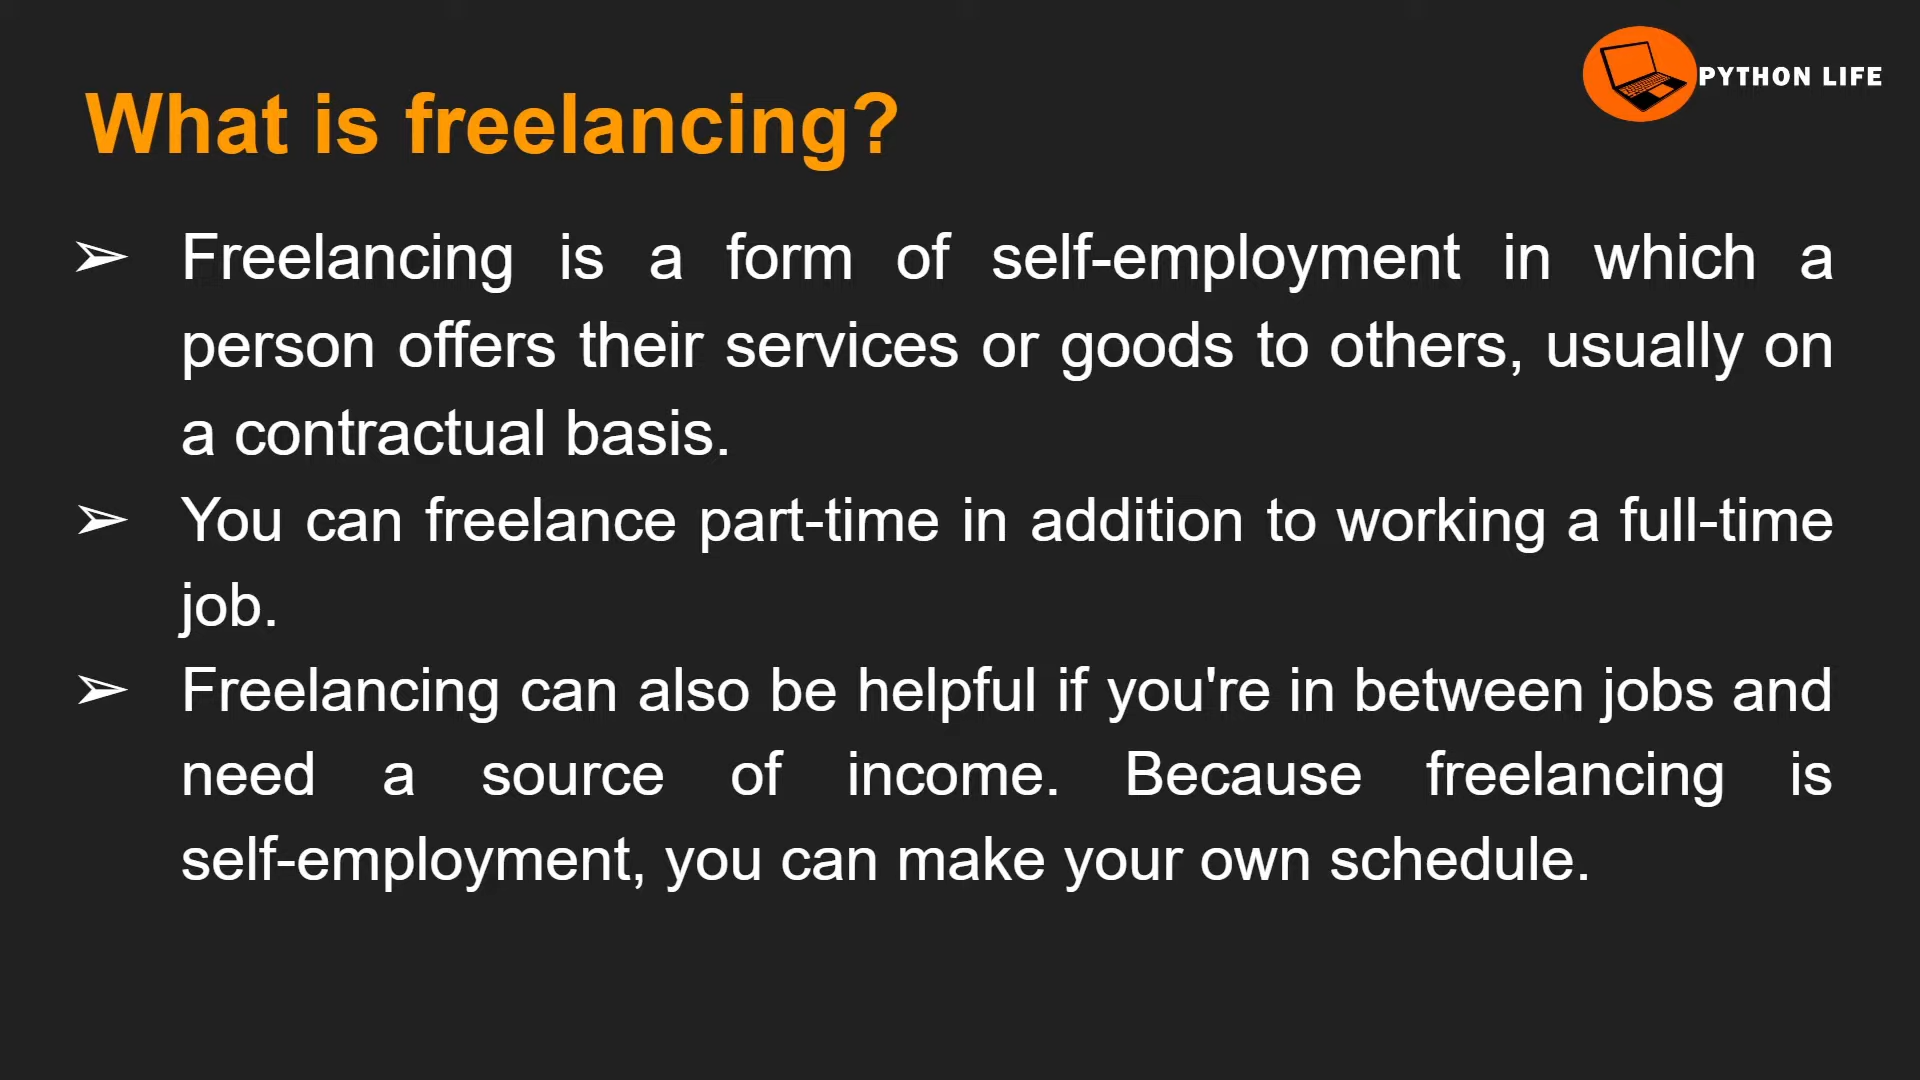 PYTHON LIFE
What is freelancing?
➢ Freelancing is a form of self-employment in which a
person offers their services or goods to others, usually on
a contractual basis.
➢ You can freelance part-time in addition to working a full-time
job.
➢ Freelancing can also be helpful if you're in between jobs and
need a source of income. Because freelancing is
self-employment, you can make your own schedule.